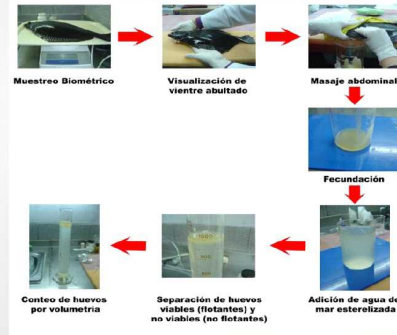 Muestreo Biométrico
Visualización de
vientre abultado
Masaje abdominal
Fecundación
Adición de agua de
mar esterelizada
Separación de huevos
viables (flotantes) y
no viables (no flotantes)
Conteo de huevos
por volumetria